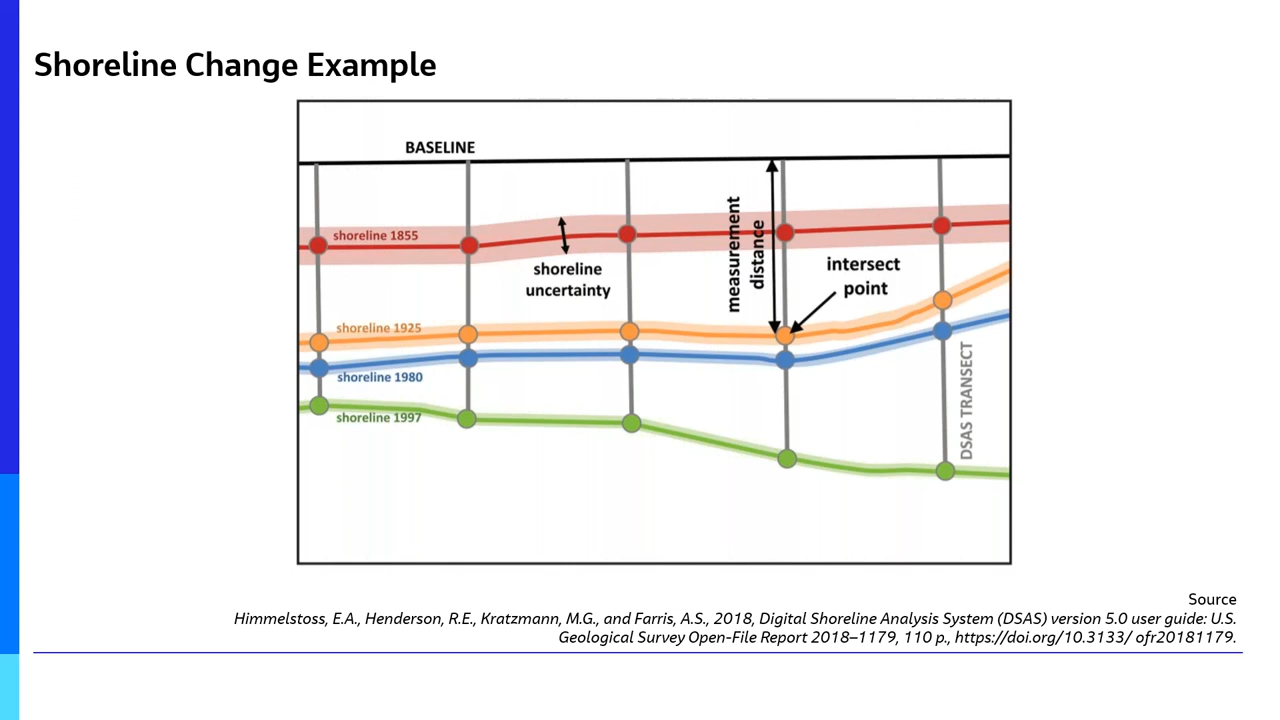 Shoreline Change Example
BASELINE
shoreline 1855
shoreline
uncertainty
measurement
distance
intersect
point
shoreline 1925
shoreline 1980
shoreline 1997
DSAS TRANSECT
Source
Himmelstoss, E.A., Henderson, R.E., Kratzmann, M.G., and Farris, A.S., 2018, Digital Shoreline Analysis System (DSAS) version 5.0 user guide: U.S.
Geological Survey Open-File Report 2018–1179, 110 p., https://doi.org/10.3133/ ofr20181179.